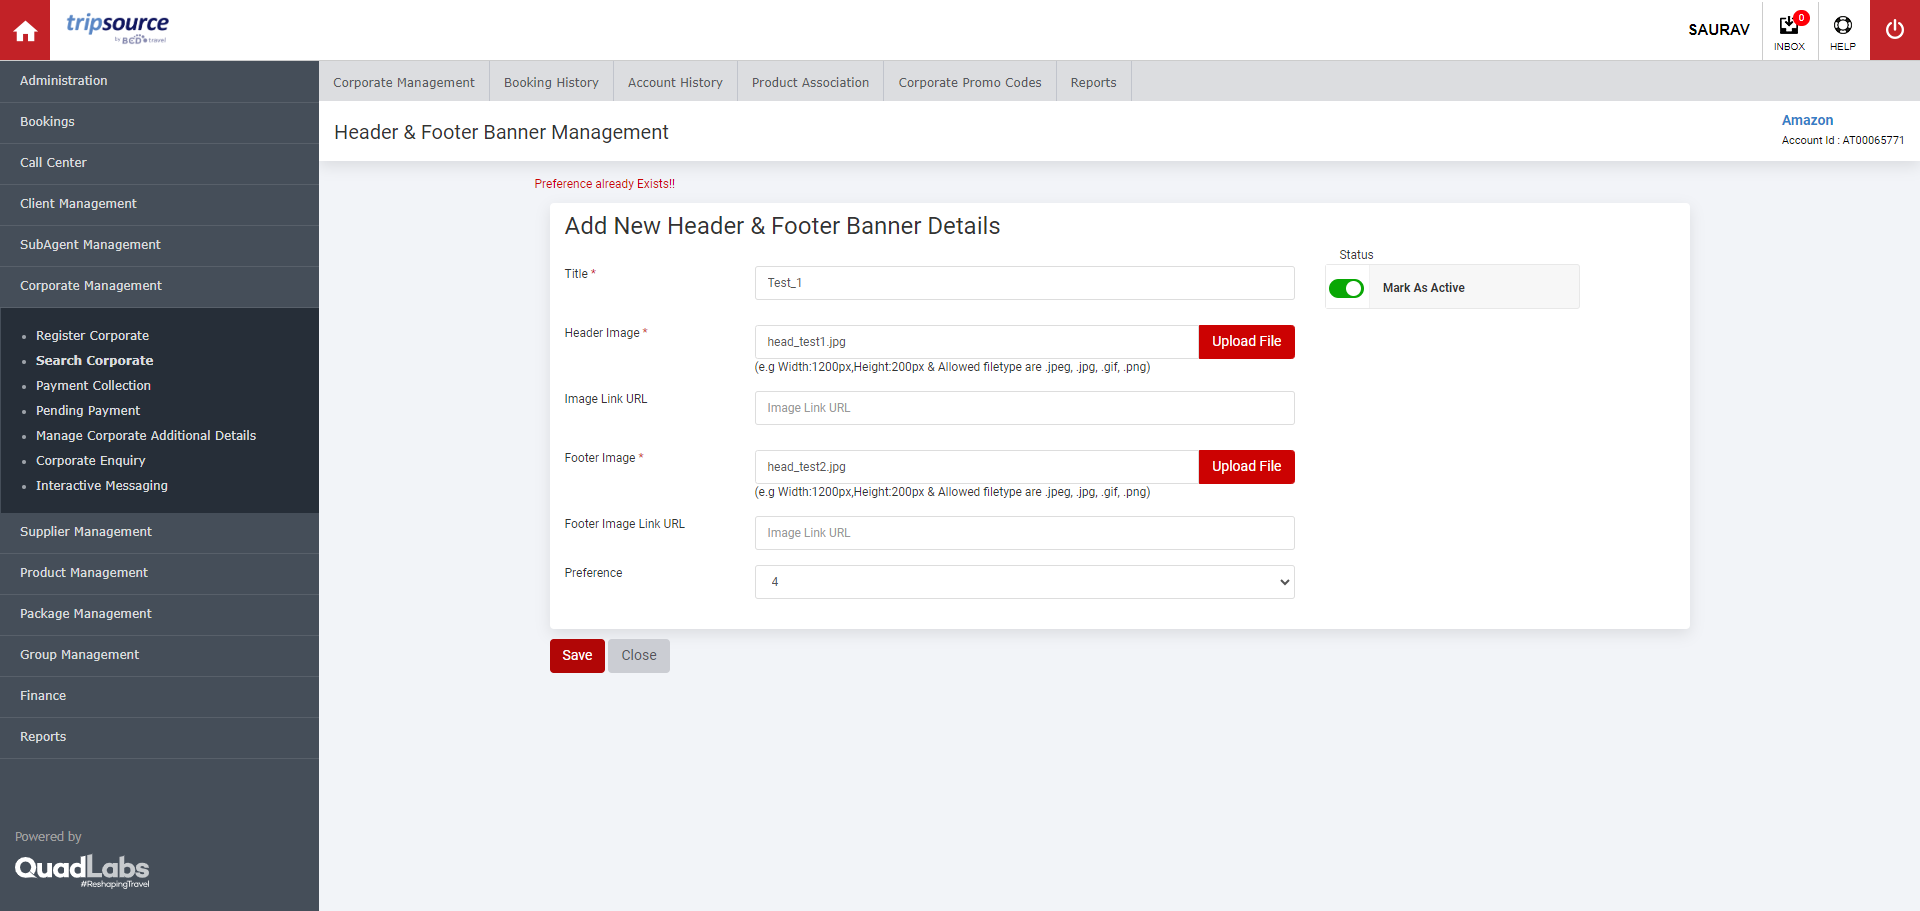 tripsource
by BCD travel
SAURAV
0
INBOX
HELP
Administration
Bookings
Call Center
Client Management
SubAgent Management
Corporate Management
Register Corporate
Search Corporate
Payment Collection
Pending Payment
Manage Corporate Additional Details
Corporate Enquiry
Interactive Messaging
Supplier Management
Product Management
Package Management
Group Management
Finance
Reports
Powered by
QuadLabs
#ReshapingTravel
Corporate Management
Booking History
Account History
Product Association
Corporate Promo Codes
Reports
Header & Footer Banner Management
Amazon
Account Id : AT00065771
Preference already Exists!!
Add New Header & Footer Banner Details
Status
Mark As Active
Title *
Test_1
Header Image *
head_test1.jpg
Upload File
(e.g Width:1200px,Height:200px & Allowed filetype are .jpeg, .jpg, .gif, .png)
Image Link URL
Image Link URL
Footer Image *
head_test2.jpg
Upload File
(e.g Width:1200px,Height:200px & Allowed filetype are .jpeg, .jpg, .gif, .png)
Footer Image Link URL
Image Link URL
Preference
4
Save
Close